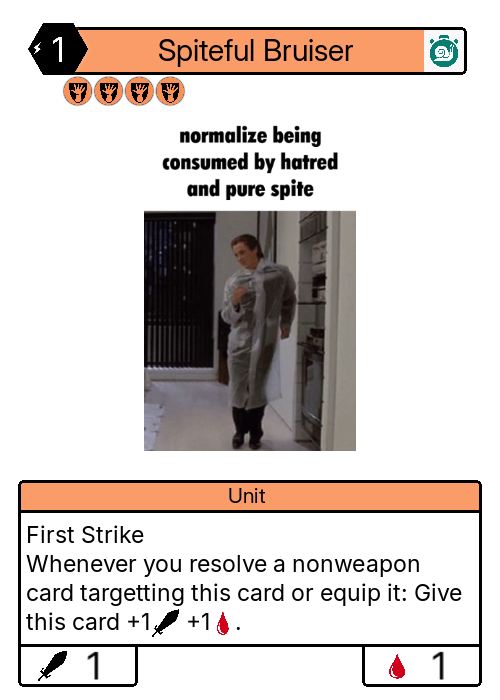 1
Spiteful Bruiser
normalize being
consumed by hatred
and pure spite
Unit
First Strike
Whenever you resolve a nonweapon
card targetting this card or equip it: Give
this card +1 +1 .
1
1